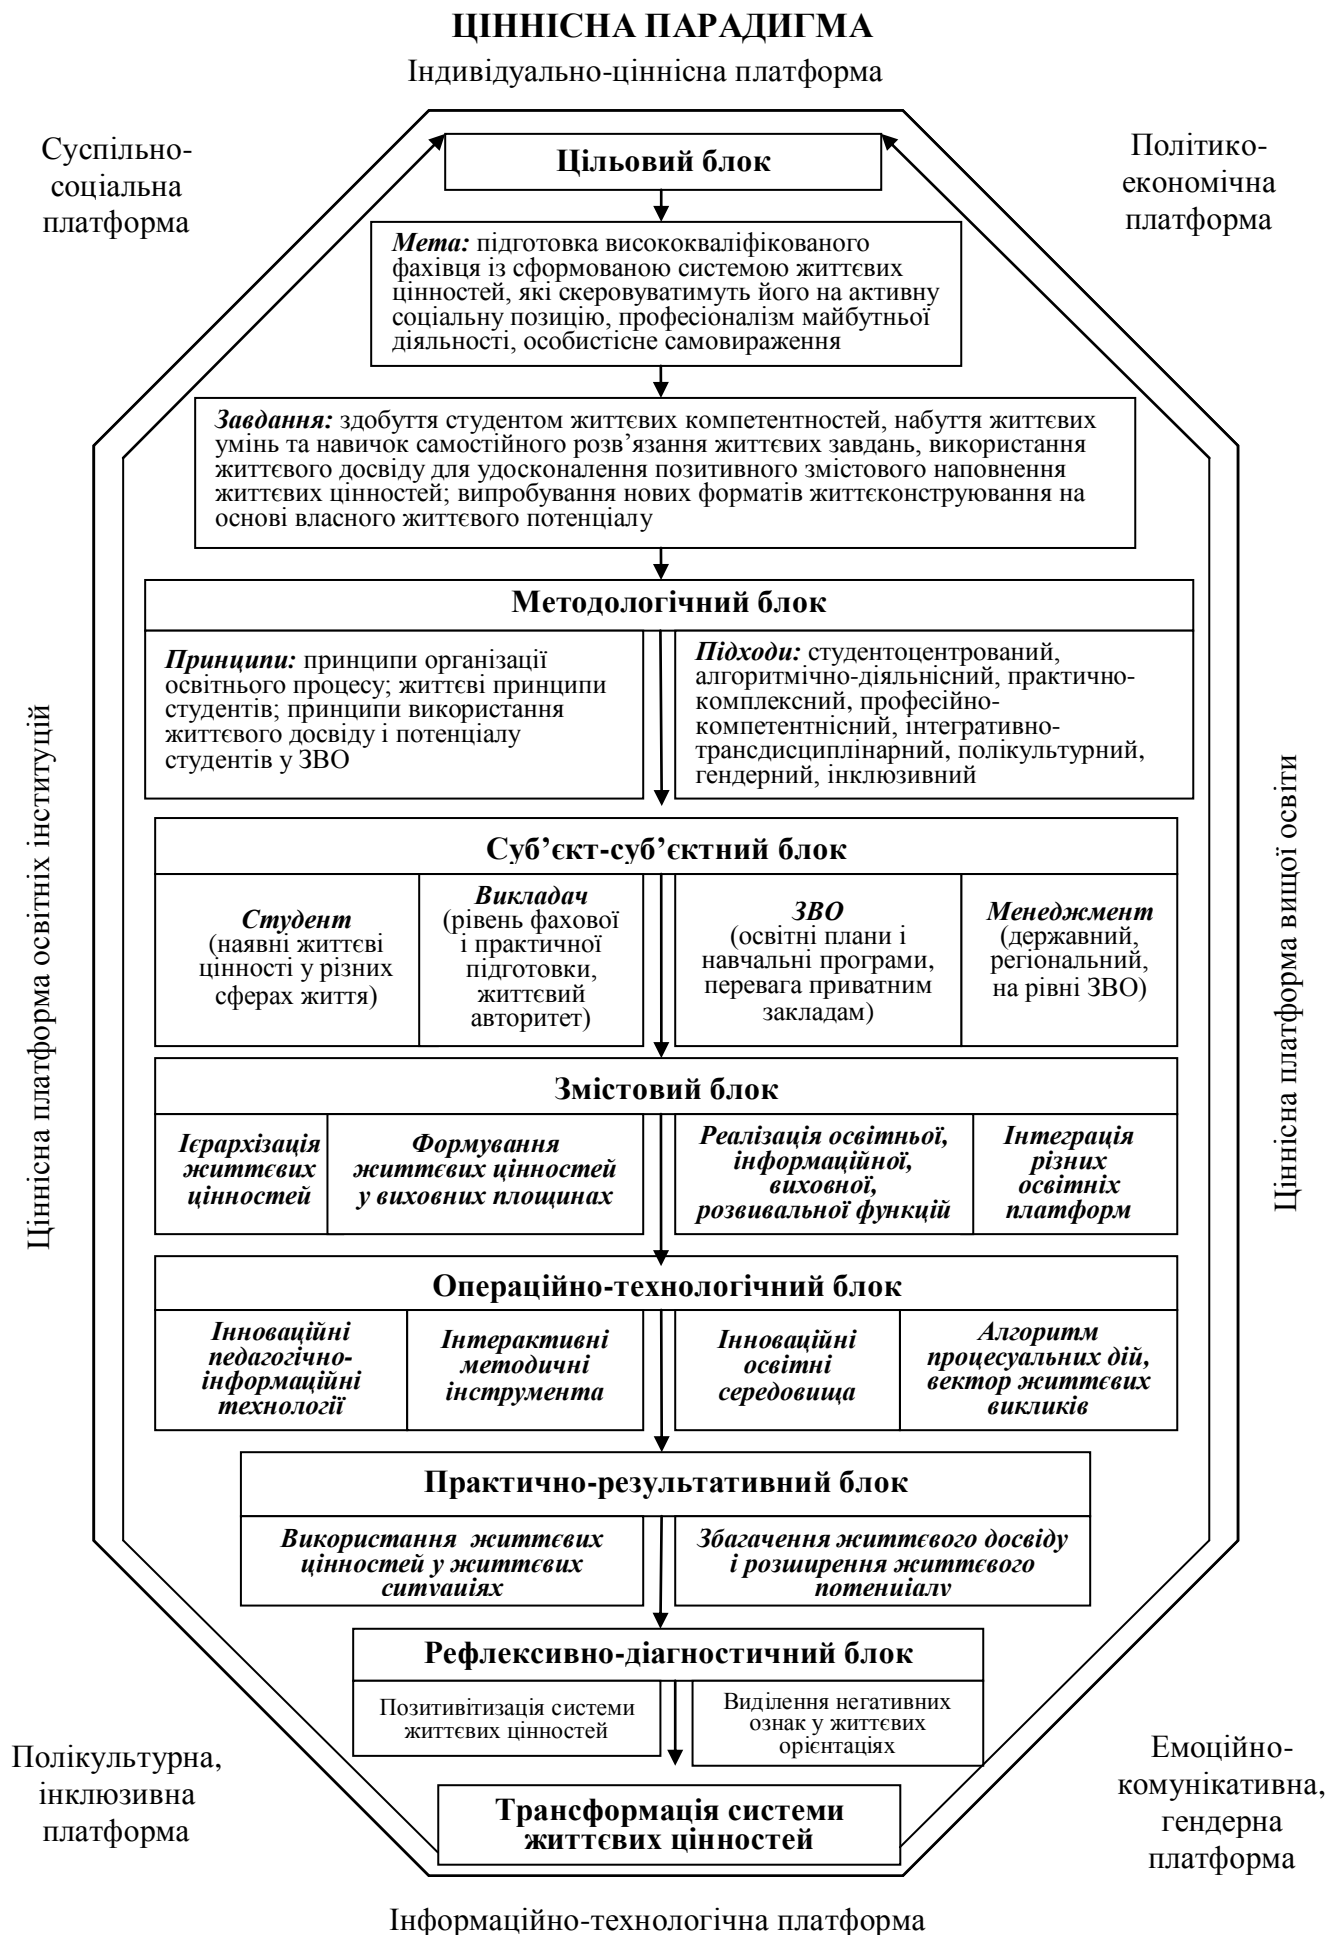 ЦІННІСНА ПАРАДИГМА
Індивідуально-ціннісна платформа
Суспільно-
соціальна
платформа
Політико-
економічна
платформа
Цільовий блок
Мета: підготовка висококваліфікованого
фахівця із сформованою системою життєвих
цінностей, які скеровуватимуть його на активну
соціальну позицію, професіоналізм майбутньої
діяльності, особистісне самовираження
Завдання: здобуття студентом життєвих компетентностей, набуття життєвих
умінь та навичок самостійного розв’язання життєвих завдань, використання
життєвого досвіду для удосконалення позитивного змістового наповнення
життєвих цінностей; випробування нових форматів життєконструювання на
основі власного життєвого потенціалу
Ціннісна платформа освітніх інституцій
Ціннісна платформа вищої освіти
Методологічний блок
Принципи: принципи організації
освітнього процесу; життєві принципи
студентів; принципи використання
життєвого досвіду і потенціалу
студентів у ЗВО
Підходи: студентоцентрований,
алгоритмічно-діяльнісний, практично-
комплексний, професійно-
компетентнісний, інтегративно-
трансдисциплінарний, полікультурний,
гендерний, інклюзивний
Суб’єкт-суб’єктний блок
Студент
(наявні життєві
цінності у різних
сферах життя)
Викладач
(рівень фахової
і практичної
підготовки,
життєвий
авторитет)
ЗВО
(освітні плани і
навчальні програми,
перевага приватним
закладам)
Менеджмент
(державний,
регіональний,
на рівні ЗВО)
Змістовий блок
Ієрархізація
життєвих
цінностей
Формування
життєвих цінностей
у виховних площинах
Реалізація освітньої,
інформаційної,
виховної,
розвивальної функцій
Інтеграція
різних
освітніх
платформ
Операційно-технологічний блок
Інноваційні
педагогічно-
інформаційні
технології
Інтерактивні
методичні
інструмента
Інноваційні
освітні
середовища
Алгоритм
процесуальних дій,
вектор життєвих
викликів
Практично-результативний блок
Використання життєвих
цінностей у життєвих
ситуаціях
Збагачення життєвого досвіду
і розширення життєвого
потенціалу
Рефлексивно-діагностичний блок
Позитивітизація системи
життєвих цінностей
Виділення негативних
ознак у життєвих
орієнтаціях
Трансформація системи
життєвих цінностей
Полікультурна,
інклюзивна
платформа
Емоційно-
комунікативна,
гендерна
платформа
Інформаційно-технологічна платформа